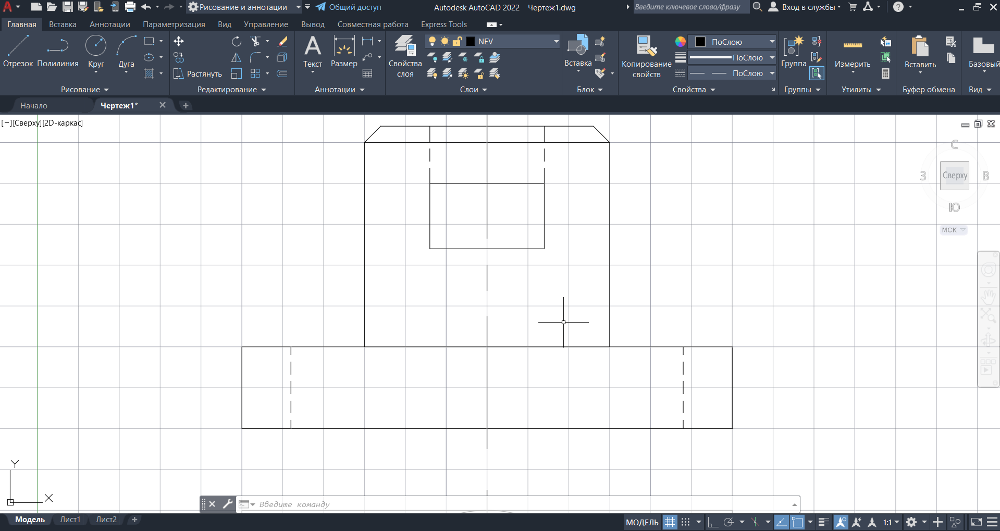 Рисование и аннотации
Общий доступ
Autodesk AutoCAD 2022 Чертеж1.dwg
Введите ключевое слово/фразу
Вход в службы
Главная Вставка Аннотации Параметризация Вид Управление Вывод Совместная работа Express Tools
Отрезок Полилиния Круг Дуга
Растянуть
Текст Размер
Свойства слоя
NEV
Вставка
Копирование свойств
ПоСлою
ПоСлою
ПоСлою
Группа
Измерить
Вставить
Базовый
Рисование Редактирование Аннотации Слои Блок Свойства Группы Утилиты Буфер обмена Вид
Начало Чертеж1*
[−][Сверху][2D-каркас]
С
З Сверху В
Ю
МСК
Y
X
Введите команду
Модель Лист1 Лист2
МОДЕЛЬ
1:1